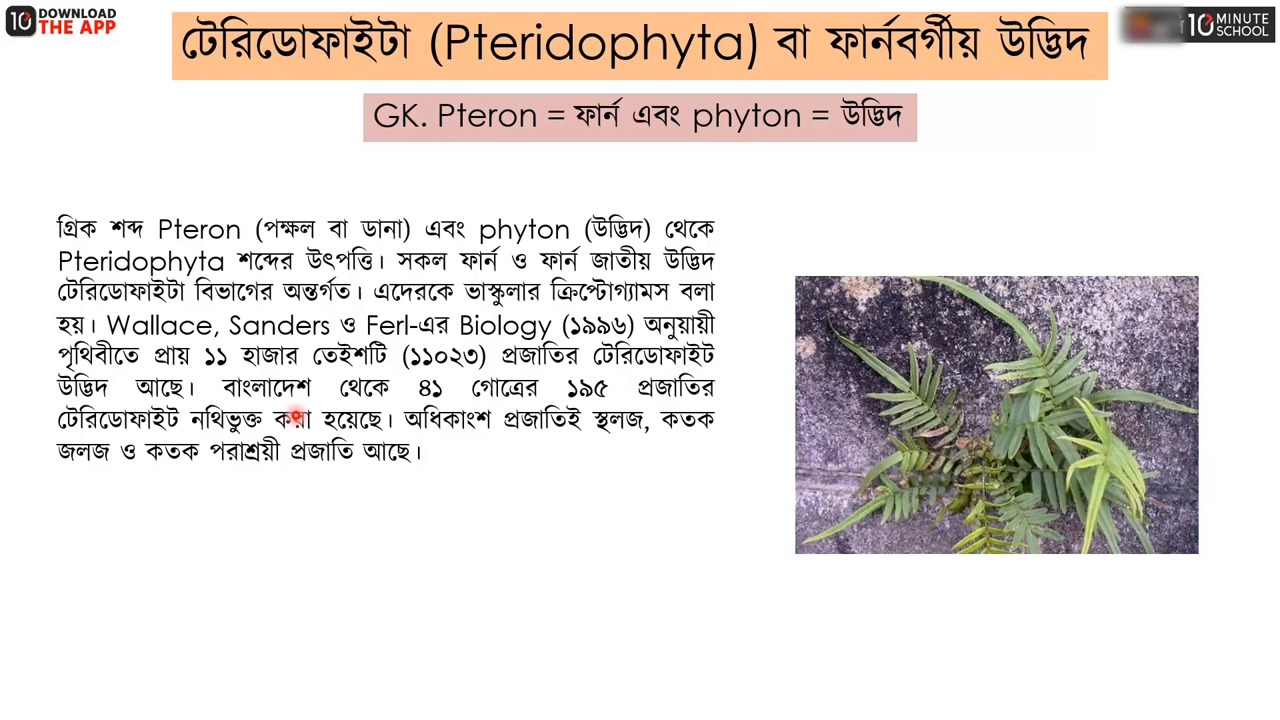 DOWNLOAD
THE APP
টেরিডোফাইটা (Pteridophyta) বা ফার্নবর্গীয় উদ্ভিদ
10 MINUTE
SCHOOL
GK. Pteron = ফার্ন এবং phyton = উদ্ভিদ
গ্রিক শব্দ Pteron (পক্ষল বা ডানা) এবং phyton (উদ্ভিদ) থেকে
Pteridophyta শব্দের উৎপত্তি। সকল ফার্ন ও ফার্ন জাতীয় উদ্ভিদ
টেরিডোফাইটা বিভাগের অন্তর্গত। এদেরকে ভাস্কুলার ক্রিপ্টোগ্যামস বলা
হয়। Wallace, Sanders ও Ferl-এর Biology (১৯৯৬) অনুয়ায়ী
পৃথিবীতে প্রায় ১১ হাজার তেইশটি (১১০২৩) প্রজাতির টেরিডোফাইট
উদ্ভিদ আছে। বাংলাদেশ থেকে ৪১ গোত্রের ১৯৫ প্রজাতির
টেরিডোফাইট নথিভুক্ত করা হয়েছে। অধিকাংশ প্রজাতিই স্থলজ, কতক
জলজ ও কতক পরাশ্রয়ী প্রজাতি আছে।